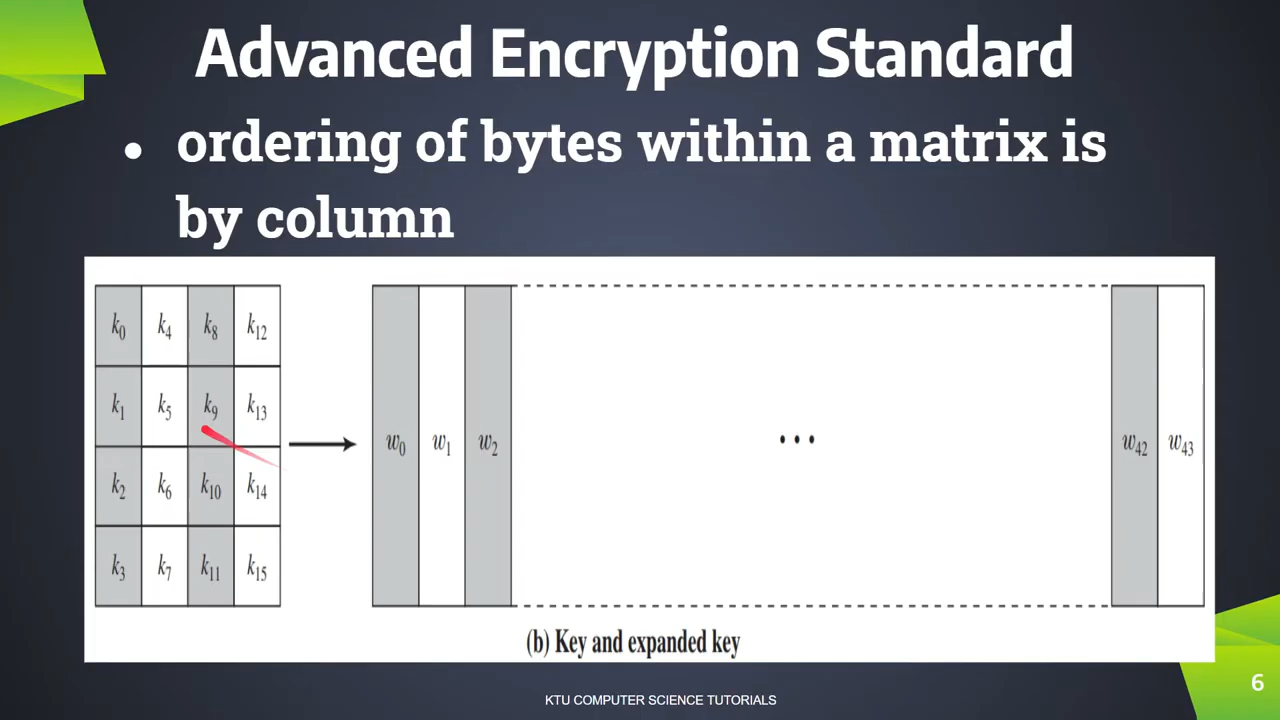 Advanced Encryption Standard
• ordering of bytes within a matrix is
by column
k0 k4 k8 k12
k1 k5 k9 k13
k2 k6 k10 k14
k3 k7 k11 k15
w0 w1 w2 ... w42 w43
(b) Key and expanded key
KTU COMPUTER SCIENCE TUTORIALS
6